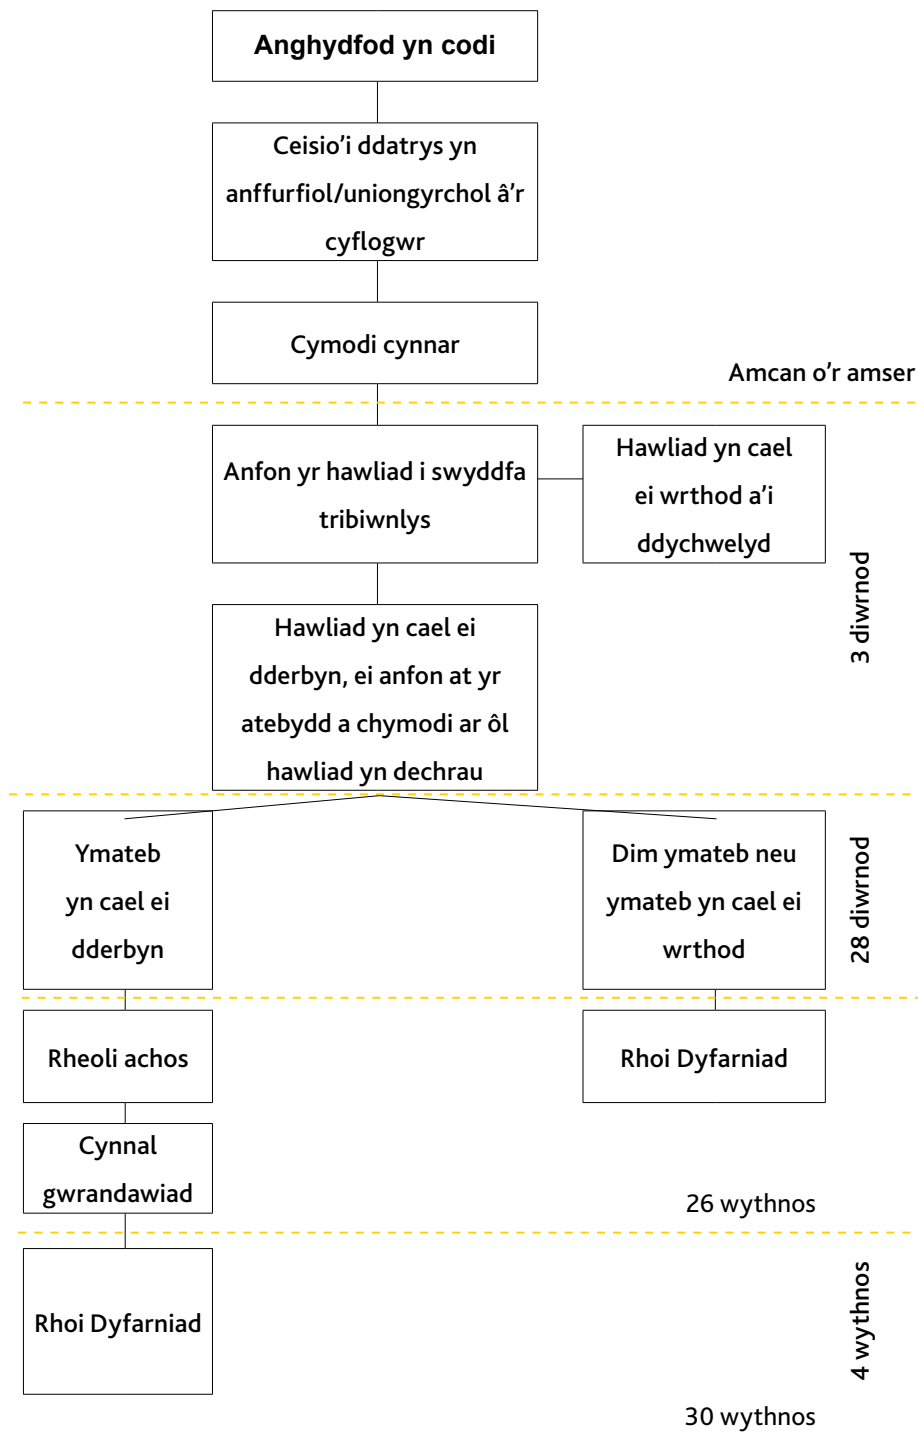 Anghydfod yn codi
Ceisio'i ddatrys yn
anffurfiol/uniongyrchol â'r
cyflogwr
Cymodi cynnar
Amcan o'r amser
Anfon yr hawliad i swyddfa
tribiwnlys
Hawliad yn cael
ei wrthod a'i
ddychwelyd
3 diwrnod
Hawliad yn cael ei
dderbyn, ei anfon at yr
atebydd a chymodi ar ôl
hawliad yn dechrau
Ymateb
yn cael ei
dderbyn
Dim ymateb neu
ymateb yn cael ei
wrthod
28 diwrnod
Rheoli achos
Rhoi Dyfarniad
Cynnal
gwrandawiad
26 wythnos
Rhoi Dyfarniad
4 wythnos
30 wythnos